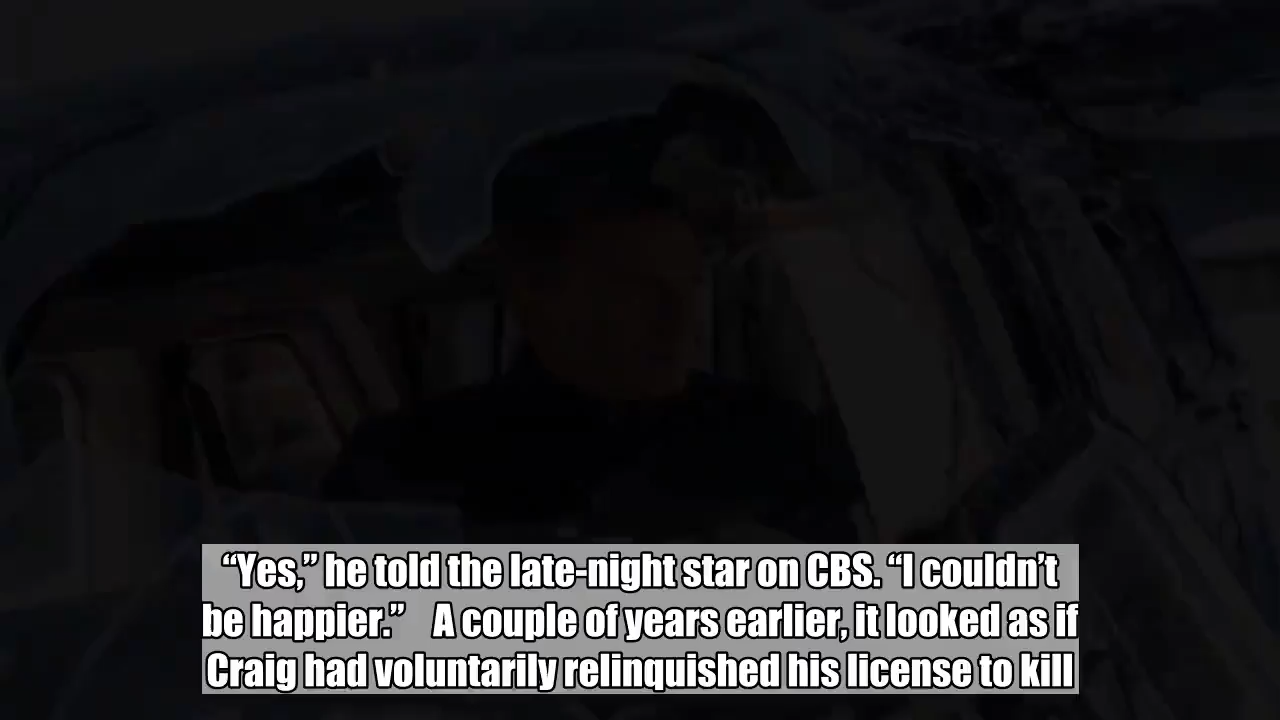 “Yes,” he told the late-night star on CBS. “I couldn’t
be happier.”    A couple of years earlier, it looked as if
Craig had voluntarily relinquished his license to kill